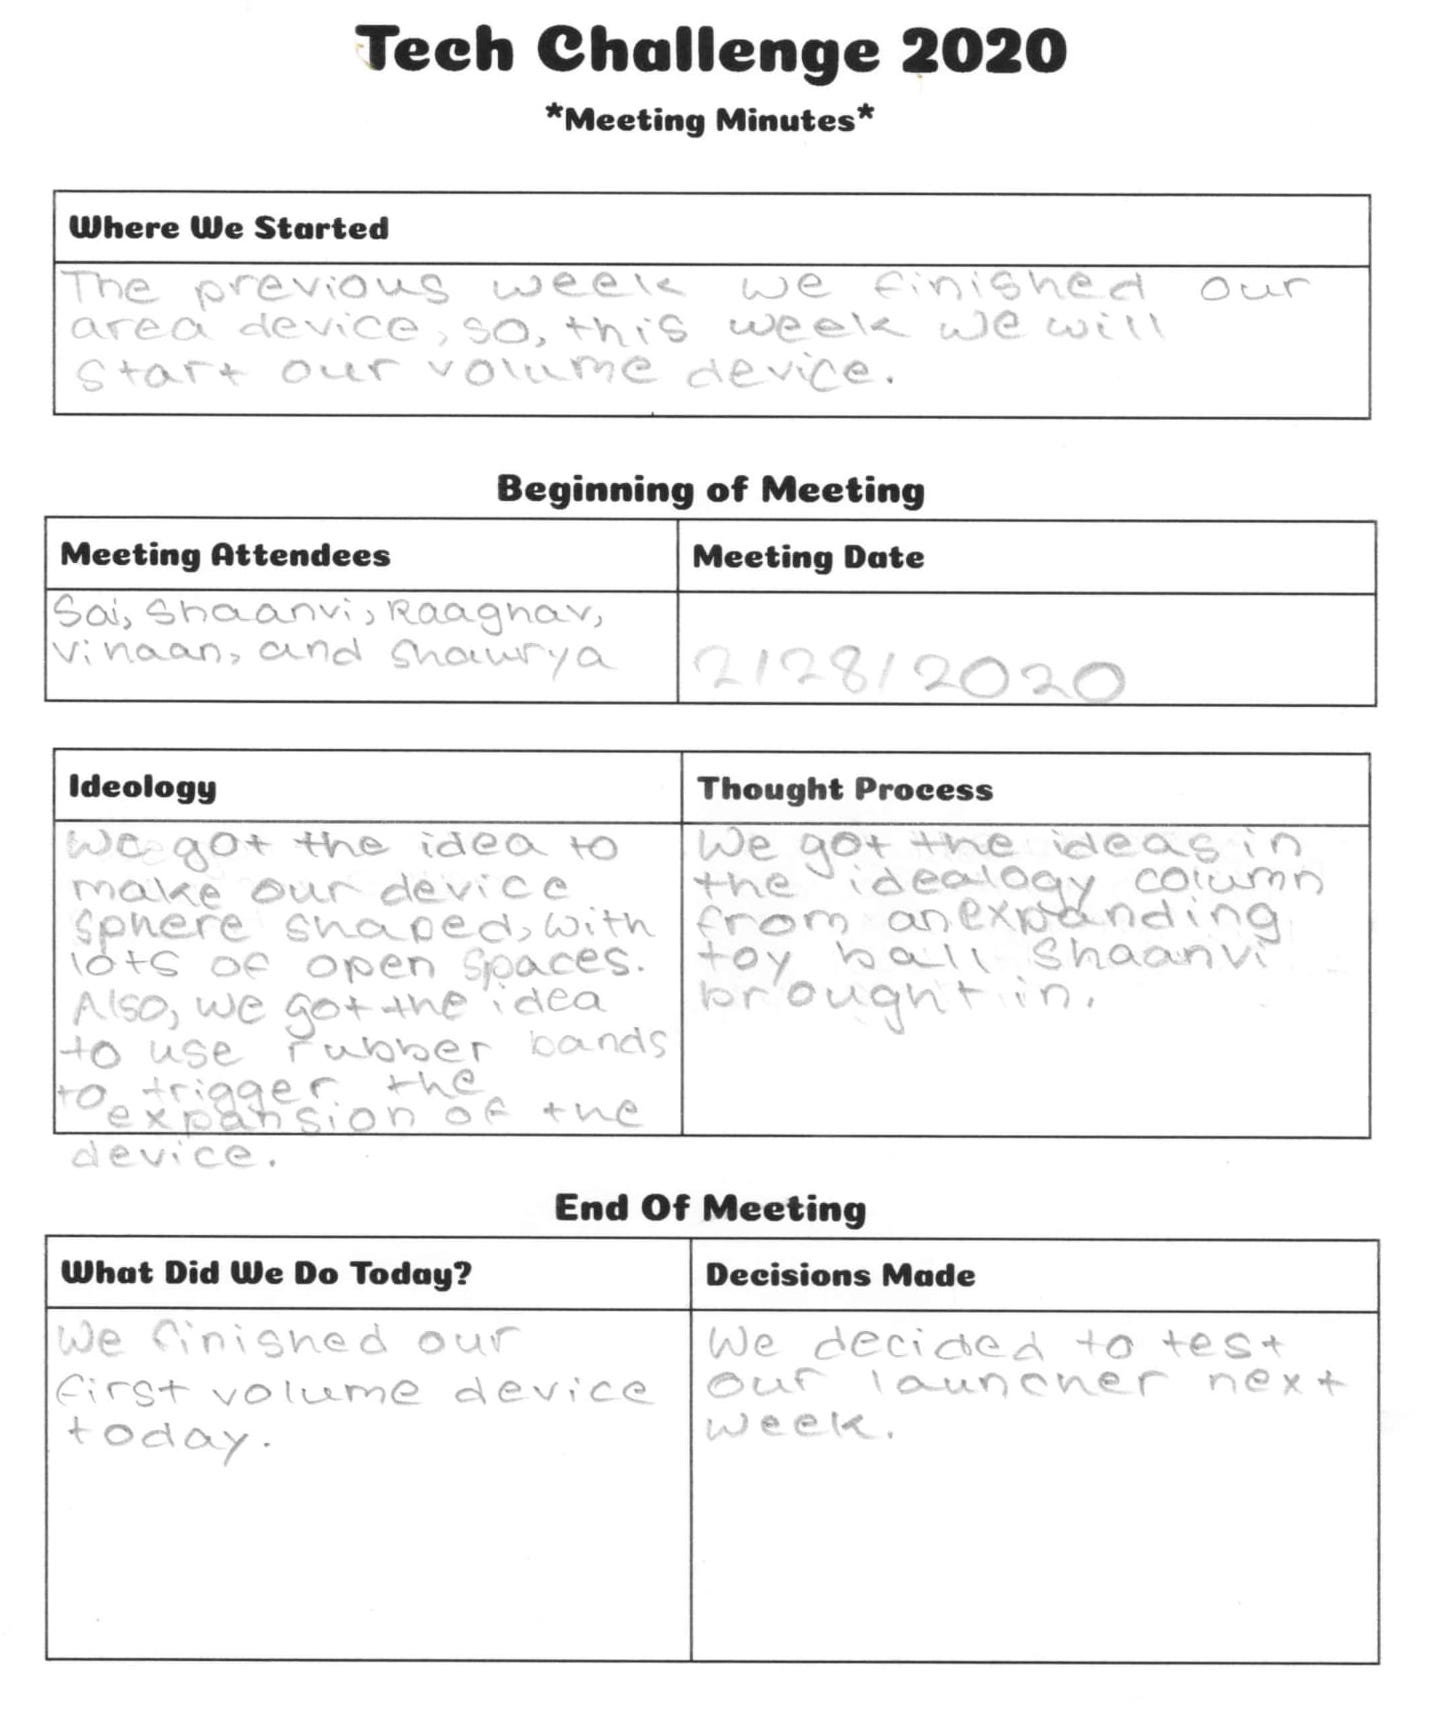 Tech Challenge 2020
*Meeting Minutes*
Where We Started
The previous week we finished our
area device, so, this week we will
start our volume device.
Beginning of Meeting
Meeting Attendees
Sai, Shaanvi, Raaghav,
Vinaan, and Shaurya
Meeting Date
2/28/2020
Ideology
We got the idea to
make our device
sphere shaped, with
lots of open spaces.
Also, we got the idea
to use rubber bands
to trigger the
expansion of the
device.
Thought Process
We got the ideas in
the idealogy column
from an expanding
toy ball Shaanvi
brought in.
End Of Meeting
What Did We Do Today?
We finished our
first volume device
today.
Decisions Made
We decided to test
our launcher next
week.